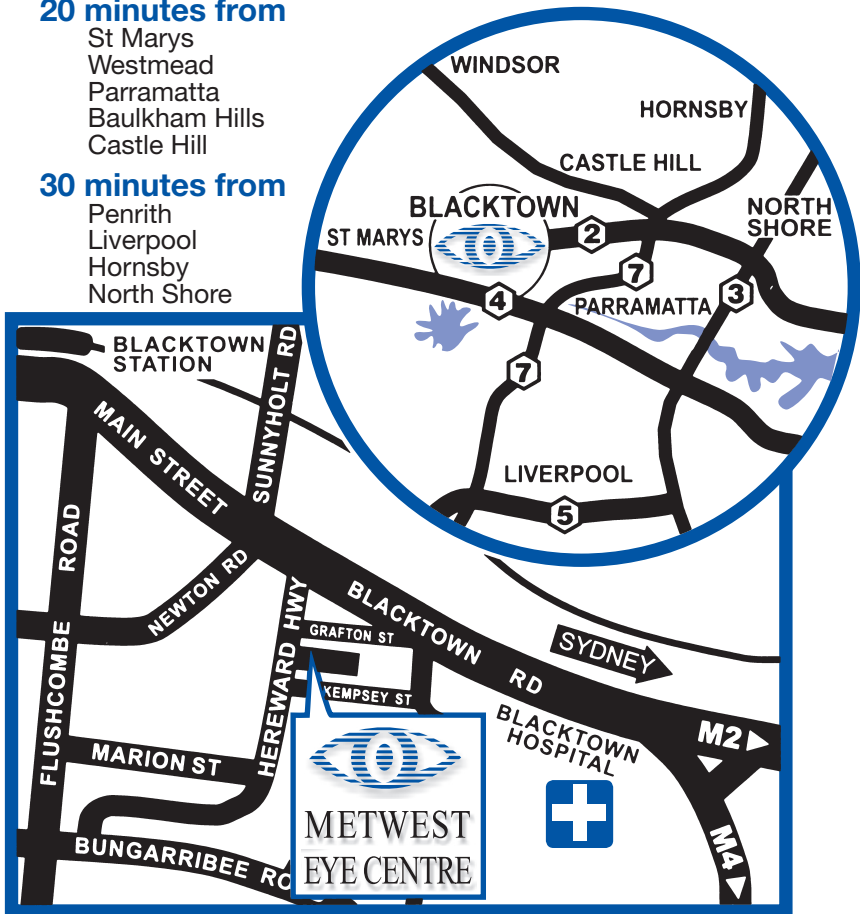 20 minutes from
St Marys
Westmead
Parramatta
Baulkham Hills
Castle Hill
30 minutes from
Penrith
Liverpool
Hornsby
North Shore
WINDSOR
HORNSBY
CASTLE HILL
BLACKTOWN
NORTH
SHORE
ST MARYS
2
7
3
4
PARRAMATTA
7
LIVERPOOL
5
BLACKTOWN
STATION
SUNNYHOLT RD
MAIN STREET
FLUSHCOMBE ROAD
NEWTON RD
HEREWARD HWY
BLACKTOWN RD
GRAFTON ST
KEMPSEY ST
SYDNEY
BLACKTOWN
HOSPITAL
M2
M4
MARION ST
BUNGARRIBEE RO
METWEST
EYE CENTRE